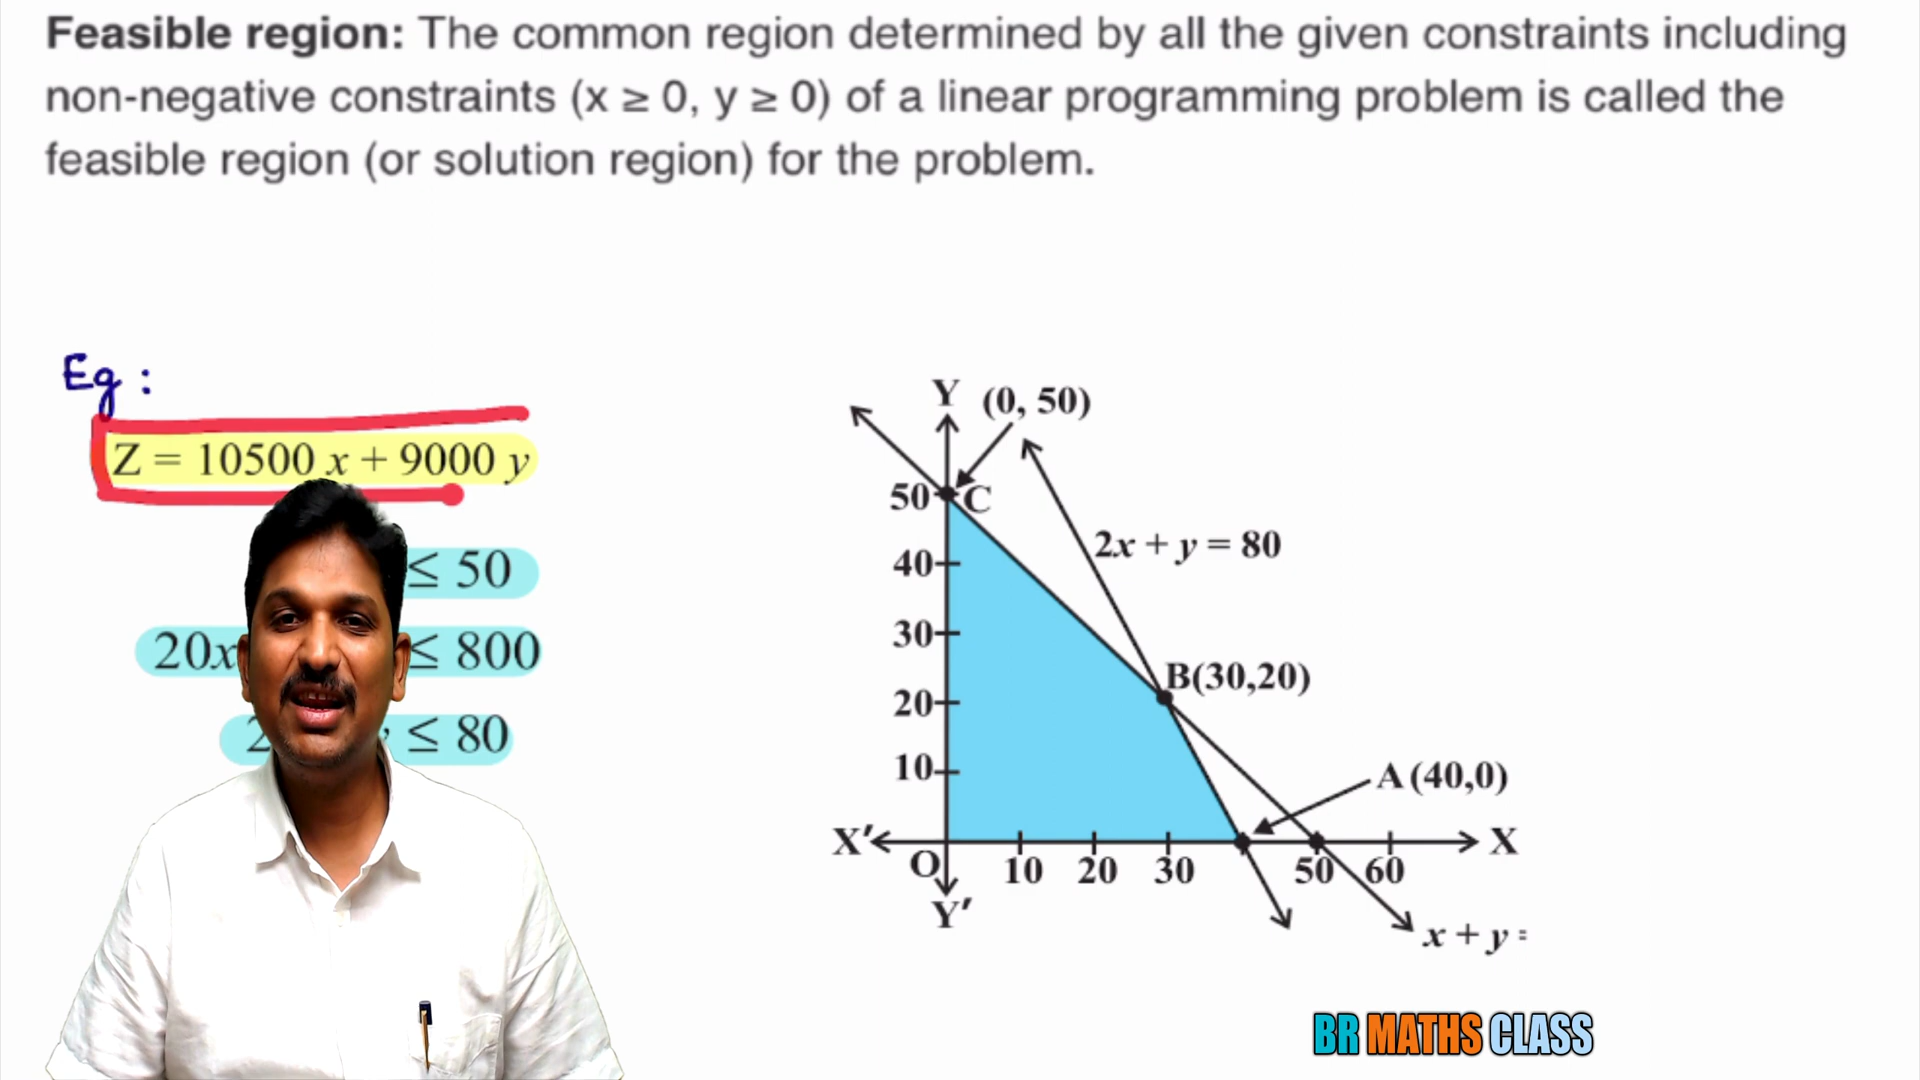 Feasible region: The common region determined by all the given constraints including
non-negative constraints (x ≥ 0, y ≥ 0) of a linear programming problem is called the
feasible region (or solution region) for the problem.
Eg :
Z = 10500 x + 9000 y
≤ 50
20x ≤ 800
2 ≤ 80
Y (0, 50)
50 C
2x + y = 80
40
30
B(30,20)
20
10
A (40,0)
X′ X
O 10 20 30 50 60
Y′
x + y =
BR MATHS CLASS